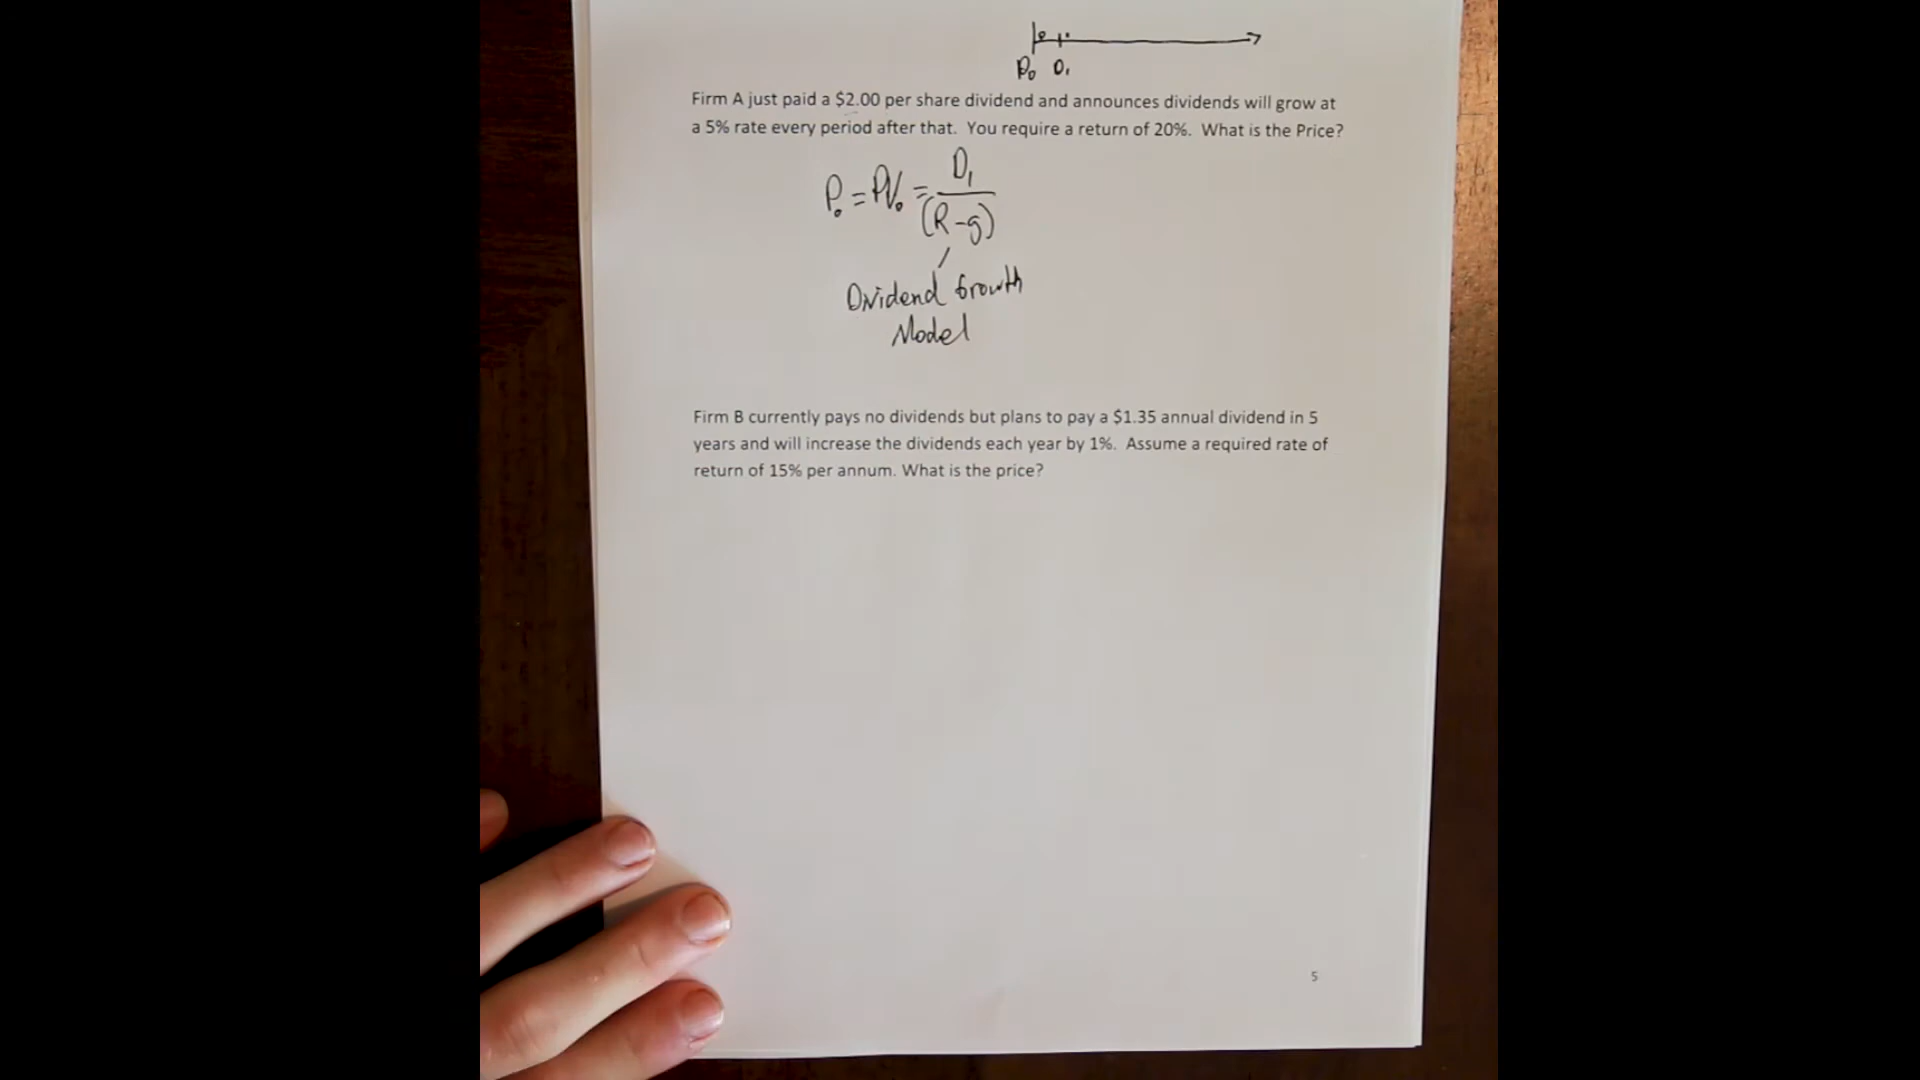 P₀ D₁
Firm A just paid a $2.00 per share dividend and announces dividends will grow at
a 5% rate every period after that. You require a return of 20%. What is the Price?
P₀ = PV₀ = D₁ / (R-g)
Dividend Growth
Model
Firm B currently pays no dividends but plans to pay a $1.35 annual dividend in 5
years and will increase the dividends each year by 1%. Assume a required rate of
return of 15% per annum. What is the price?
5